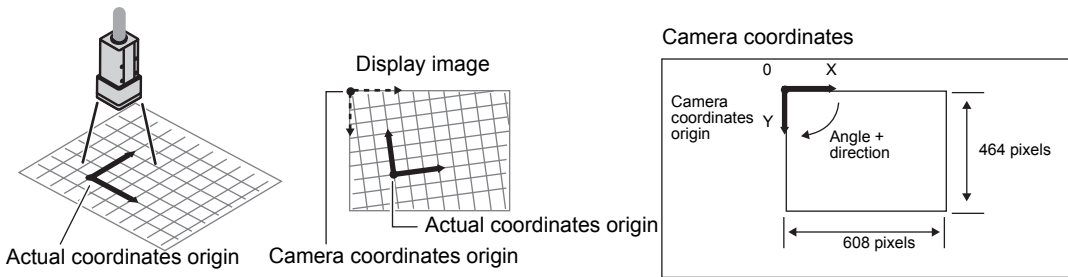 Actual coordinates origin
Display image
Actual coordinates origin
Camera coordinates origin
Camera coordinates
0 X
Camera
coordinates
origin
Y
Angle +
direction
464 pixels
608 pixels